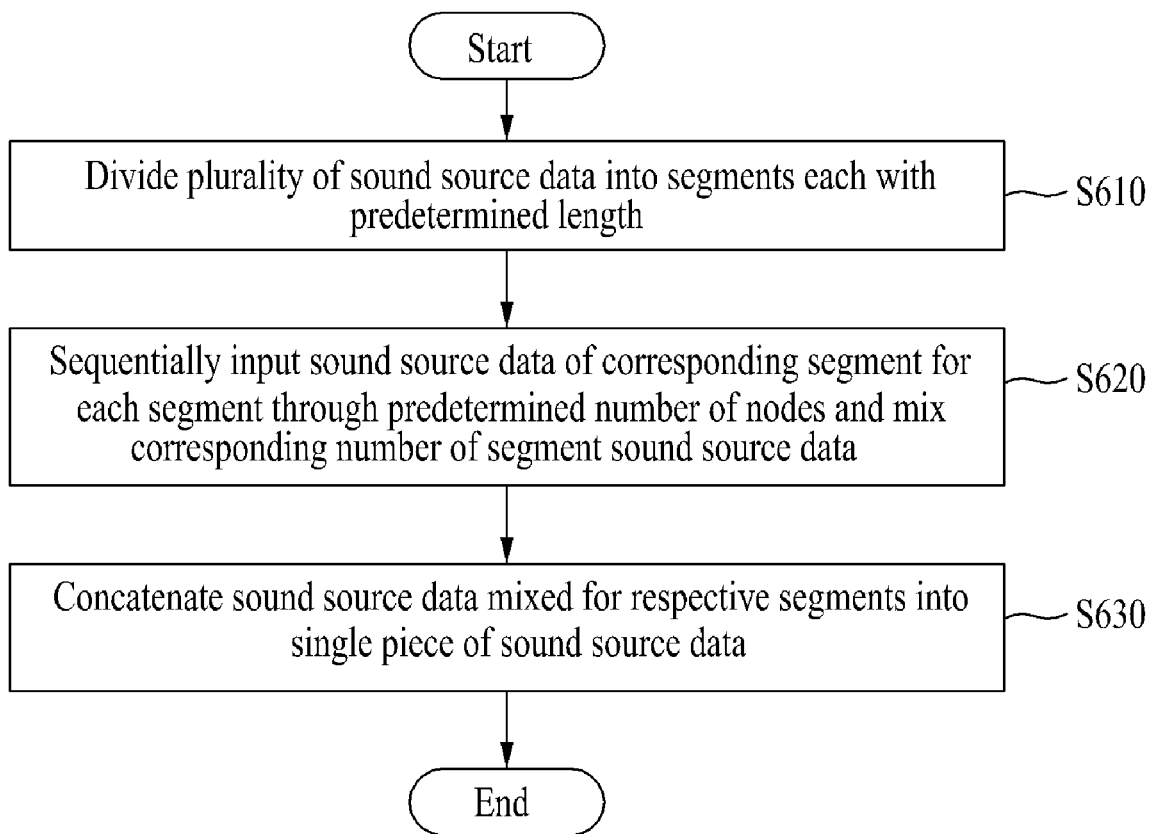 Start
Divide plurality of sound source data into segments each with
predetermined length
S610
Sequentially input sound source data of corresponding segment for
each segment through predetermined number of nodes and mix
corresponding number of segment sound source data
S620
Concatenate sound source data mixed for respective segments into
single piece of sound source data
S630
End